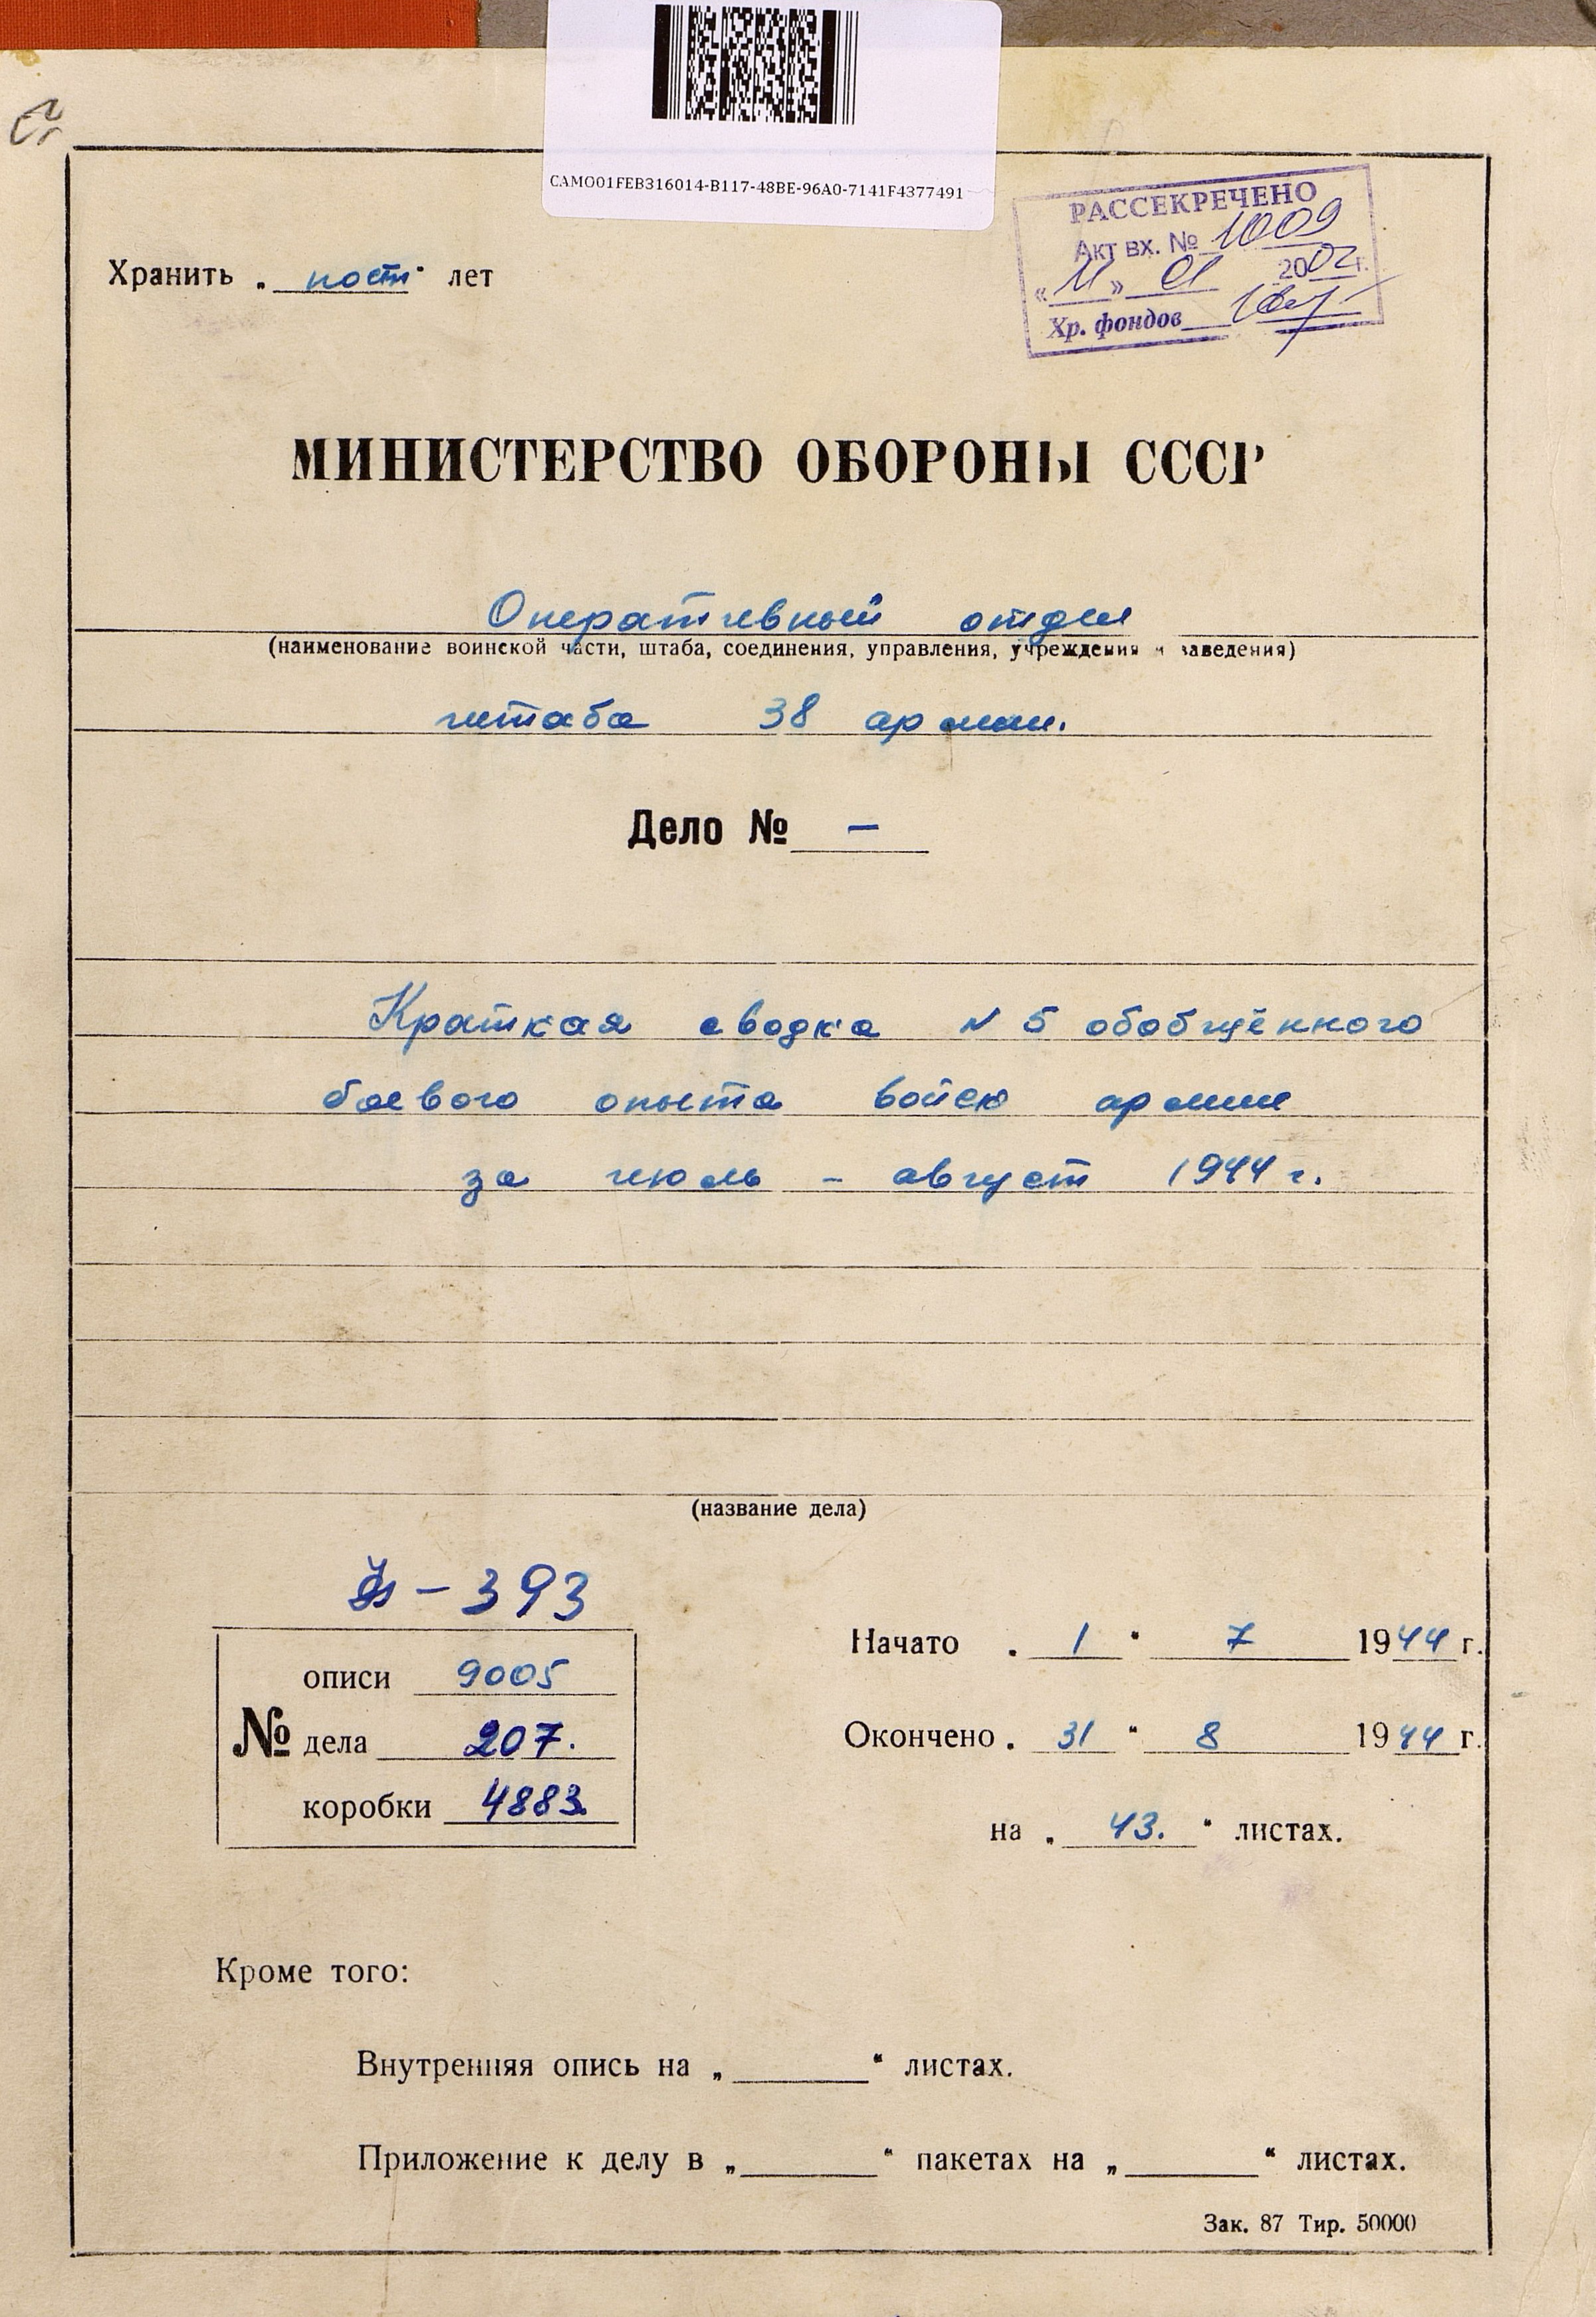 CAMO01FEB316014-B117-48BE-96A0-7141F4377491
РАССЕКРЕЧЕНО
Акт вх. № 1009
«11» 01 2002 г.
Хр. фондов
Хранить „ пост “ лет
МИНИСТЕРСТВО ОБОРОНЫ СССР
Оперативный отдел
(наименование воинской части, штаба, соединения, управления, учреждения и заведения)
штаба 38 армии.
Дело № –
Краткая сводка № 5 обобщённого
боевого опыта войск армии
за июль – август 1944 г.
(название дела)
ф – 393
описи 9005
№ дела 207.
коробки 4883.
Начато „ 1 “ 7 1944 г.
Окончено „ 31 “ 8 1944 г.
на „ 43. “ листах.
Кроме того:
Внутренняя опись на „ “ листах.
Приложение к делу в „ “ пакетах на „ “ листах.
Зак. 87 Тир. 50000